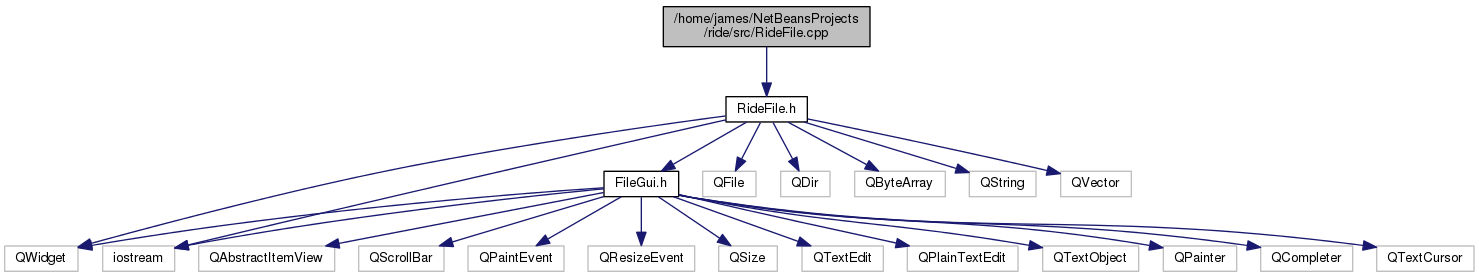 /home/james/NetBeansProjects
/ride/src/RideFile.cpp
RideFile.h
FileGui.h
QFile
QDir
QByteArray
QString
QVector
QWidget
iostream
QAbstractItemView
QScrollBar
QPaintEvent
QResizeEvent
QSize
QTextEdit
QPlainTextEdit
QTextObject
QPainter
QCompleter
QTextCursor